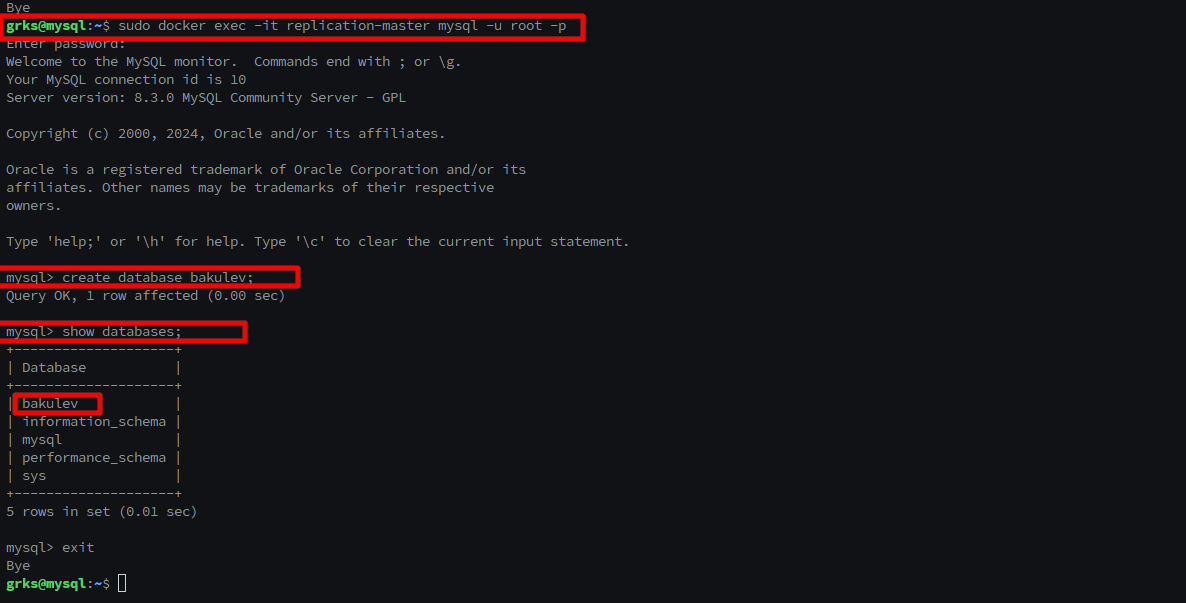 Bye
grks@mysql:~$ sudo docker exec -it replication-master mysql -u root -p
Enter password:
Welcome to the MySQL monitor.  Commands end with ; or \g.
Your MySQL connection id is 10
Server version: 8.3.0 MySQL Community Server - GPL

Copyright (c) 2000, 2024, Oracle and/or its affiliates.

Oracle is a registered trademark of Oracle Corporation and/or its
affiliates. Other names may be trademarks of their respective
owners.

Type 'help;' or '\h' for help. Type '\c' to clear the current input statement.

mysql> create database bakulev;
Query OK, 1 row affected (0.00 sec)

mysql> show databases;
+--------------------+
| Database           |
+--------------------+
| bakulev            |
| information_schema |
| mysql              |
| performance_schema |
| sys                |
+--------------------+
5 rows in set (0.01 sec)

mysql> exit
Bye
grks@mysql:~$